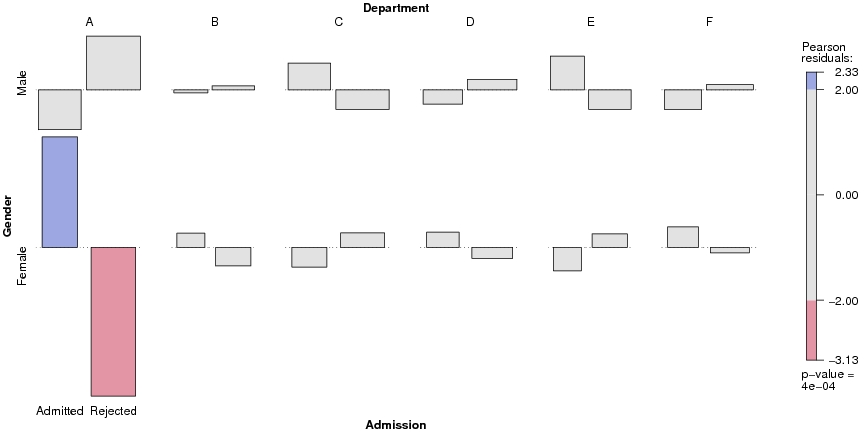 Department
A B C D E F
Male
Gender
Female
Admitted Rejected
Admission
Pearson
residuals:
2.33
2.00
0.00
−2.00
−3.13
p−value =
4e−04